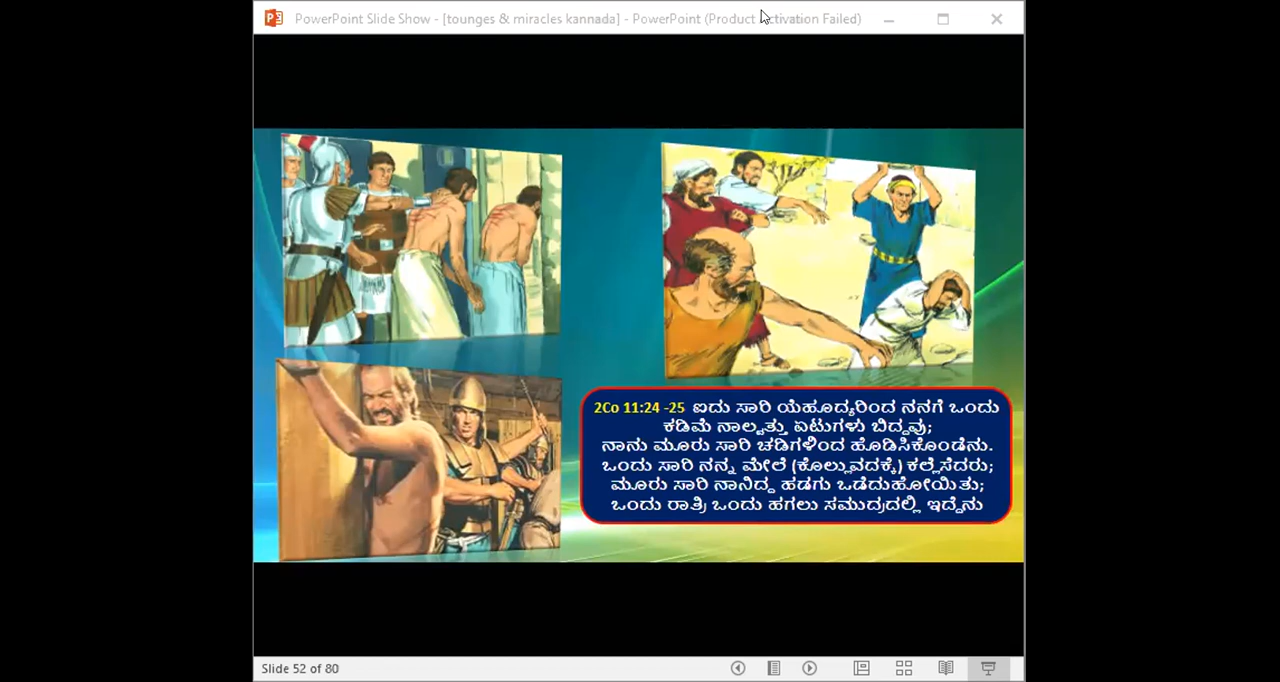 PowerPoint Slide Show - [tounges & miracles kannada] - PowerPoint (Product Activation Failed)
2Co 11:24 -25 ಐದು ಸಾರಿ ಯೆಹೂದ್ಯರಿಂದ ನನಗೆ ಒಂದು
ಕಡಿಮೆ ನಾಲ್ವತ್ತು ಏಟುಗಳು ಬಿದ್ದವು;
ನಾನು ಮೂರು ಸಾರಿ ಚಡಿಗಳಿಂದ ಹೊಡಿಸಿಕೊಂಡೆನು.
ಒಂದು ಸಾರಿ ನನ್ನ ಮೇಲೆ (ಕೊಲ್ಲುವದಕ್ಕೆ) ಕಲ್ಲೆಸೆದರು;
ಮೂರು ಸಾರಿ ನಾನಿದ್ದ ಹಡಗು ಒಡೆದುಹೋಯಿತು;
ಒಂದು ರಾತ್ರಿ ಒಂದು ಹಗಲು ಸಮುದ್ರದಲ್ಲಿ ಇದ್ದೆನು
Slide 52 of 80